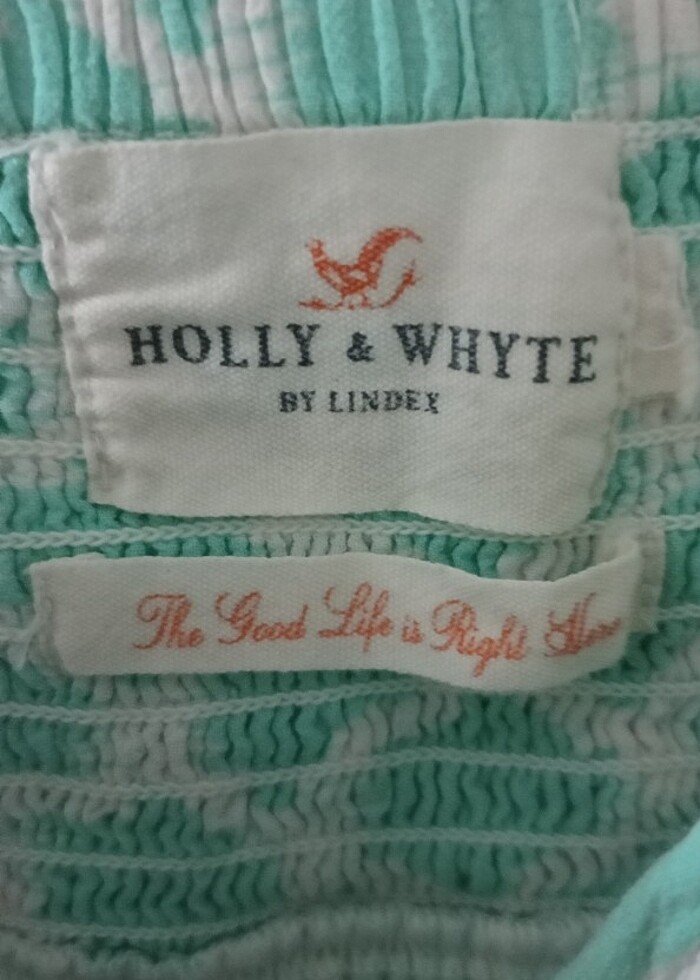 HOLLY & WHYTE
BY LINDEX
The Good Life is Right Here